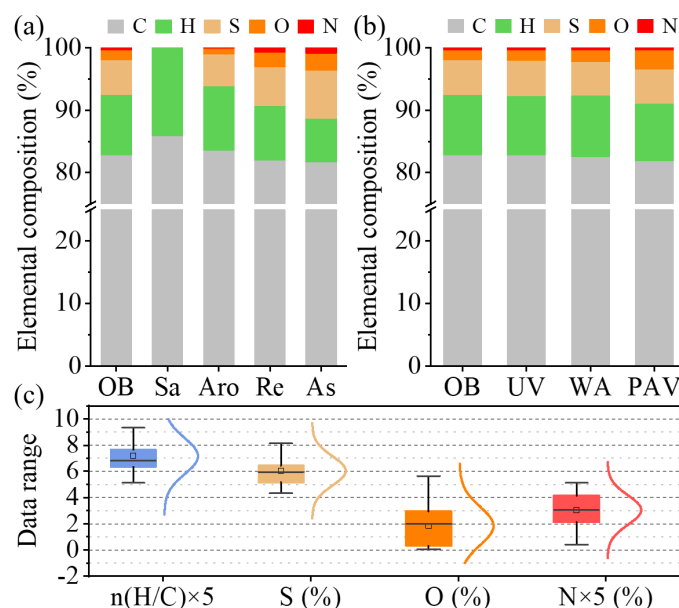 (a) C H S O N
Elemental composition (%)
100
90
80
20
10
0
OB Sa Aro Re As
(b) C H S O N
Elemental composition (%)
100
90
80
20
10
0
OB UV WA PAV
(c)
Data range
10
8
6
4
2
0
-2
n(H/C)×5 S (%) O (%) N×5 (%)